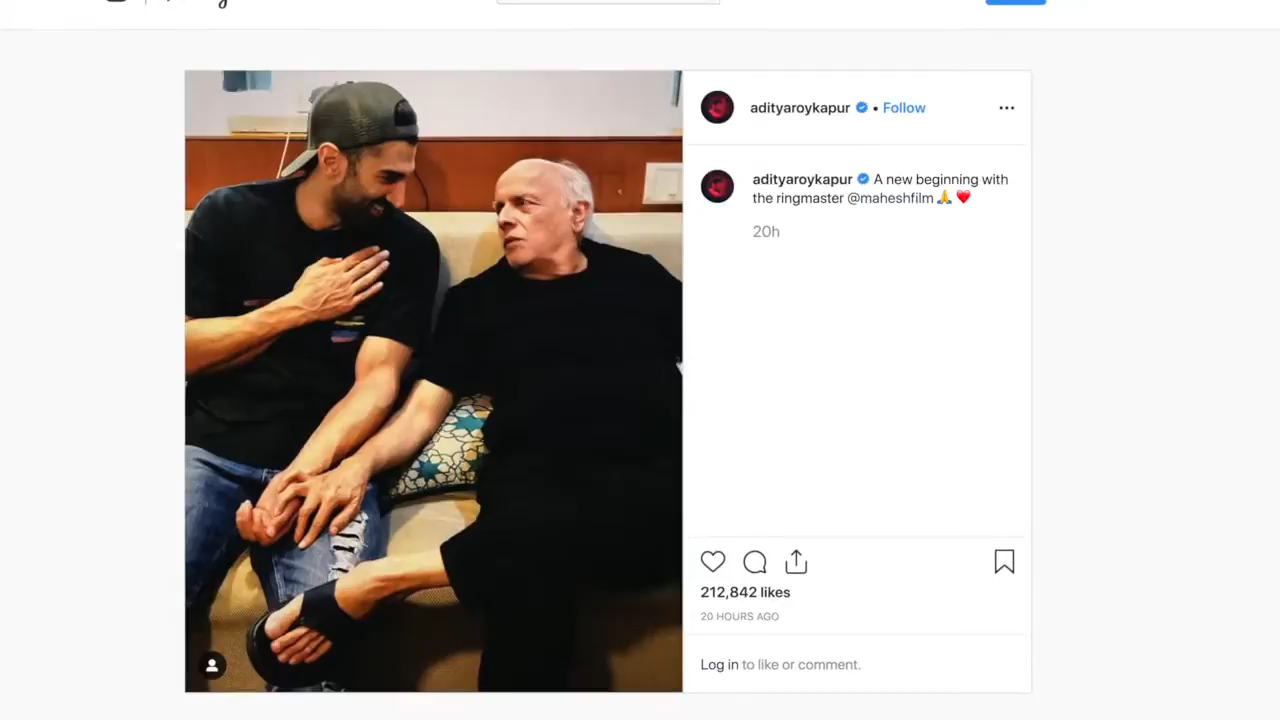 adityaroykapur • Follow
adityaroykapur A new beginning with
the ringmaster @maheshfilm🙏 ❤️
20h
212,842 likes
20 HOURS AGO
Log in to like or comment.